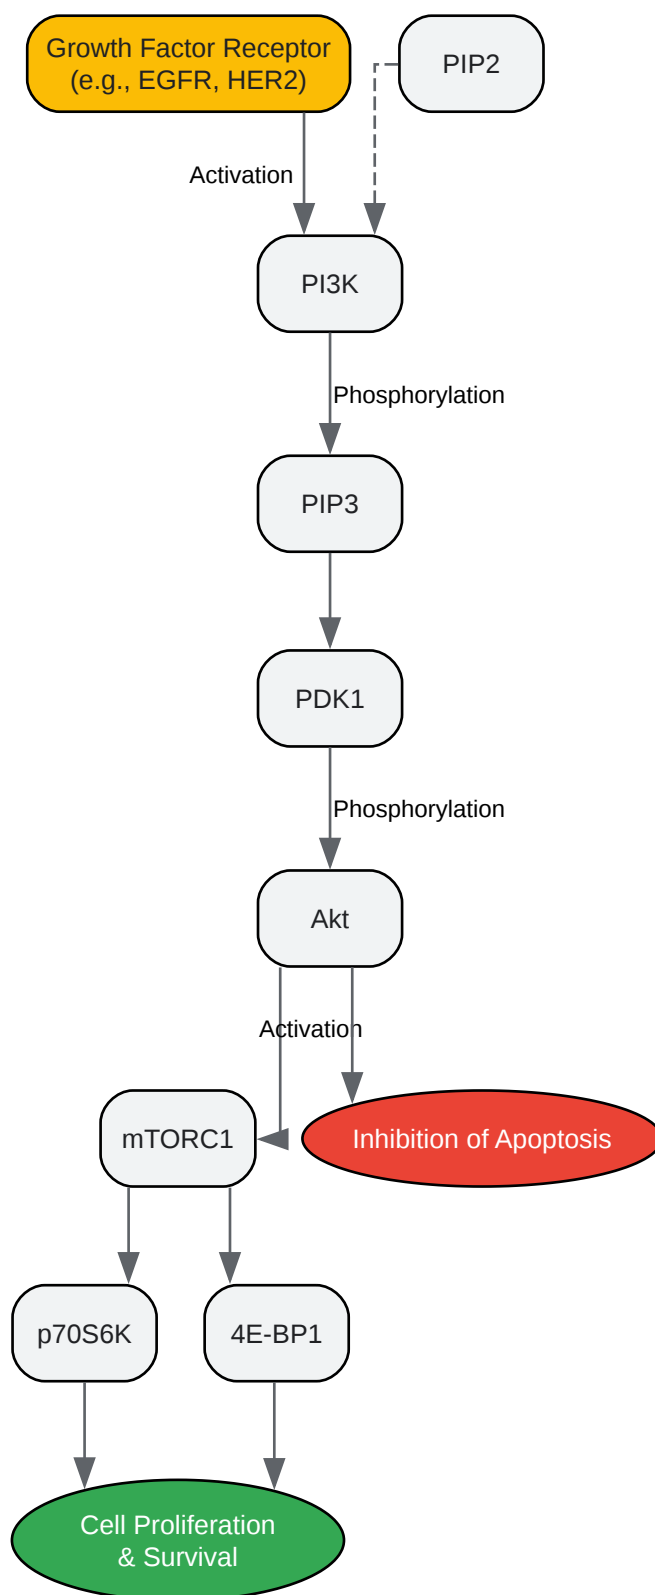 Growth Factor Receptor
(e.g., EGFR, HER2)
PIP2
Activation
PI3K
Phosphorylation
PIP3
PDK1
Phosphorylation
Akt
Activation
mTORC1
Inhibition of Apoptosis
p70S6K
4E-BP1
Cell Proliferation
& Survival